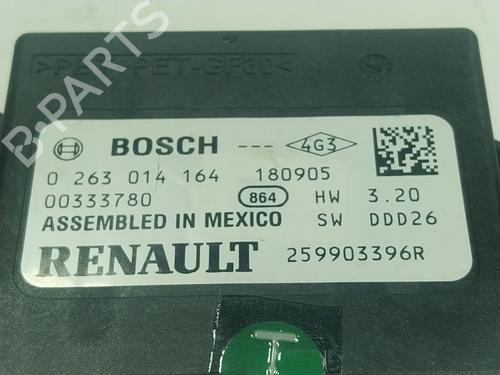 >PBT+PET-GF30<
BOSCH --- 4G3
0 263 014 164 180905
00333780 864 HW 3.20
ASSEMBLED IN MEXICO SW DDD26
RENAULT 259903396R
B-PARTS